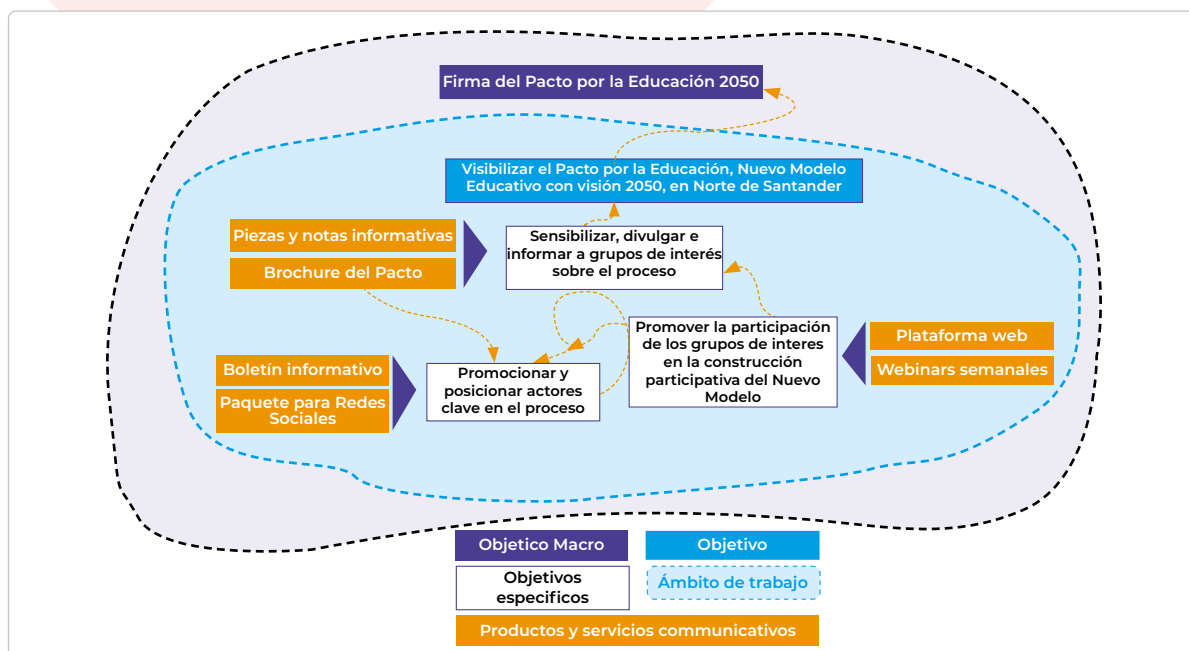 Firma del Pacto por la Educación 2050
Visibilizar el Pacto por la Educación, Nuevo Modelo
Educativo con visión 2050, en Norte de Santander
Piezas y notas informativas
Brochure del Pacto
Sensibilizar, divulgar e
informar a grupos de interés
sobre el proceso
Promover la participación
de los grupos de interes
en la construcción
participativa del Nuevo
Modelo
Plataforma web
Webinars semanales
Boletín informativo
Paquete para Redes
Sociales
Promocionar y
posicionar actores
clave en el proceso
Objetico Macro
Objetivo
Objetivos
especificos
Ámbito de trabajo
Productos y servicios communicativos